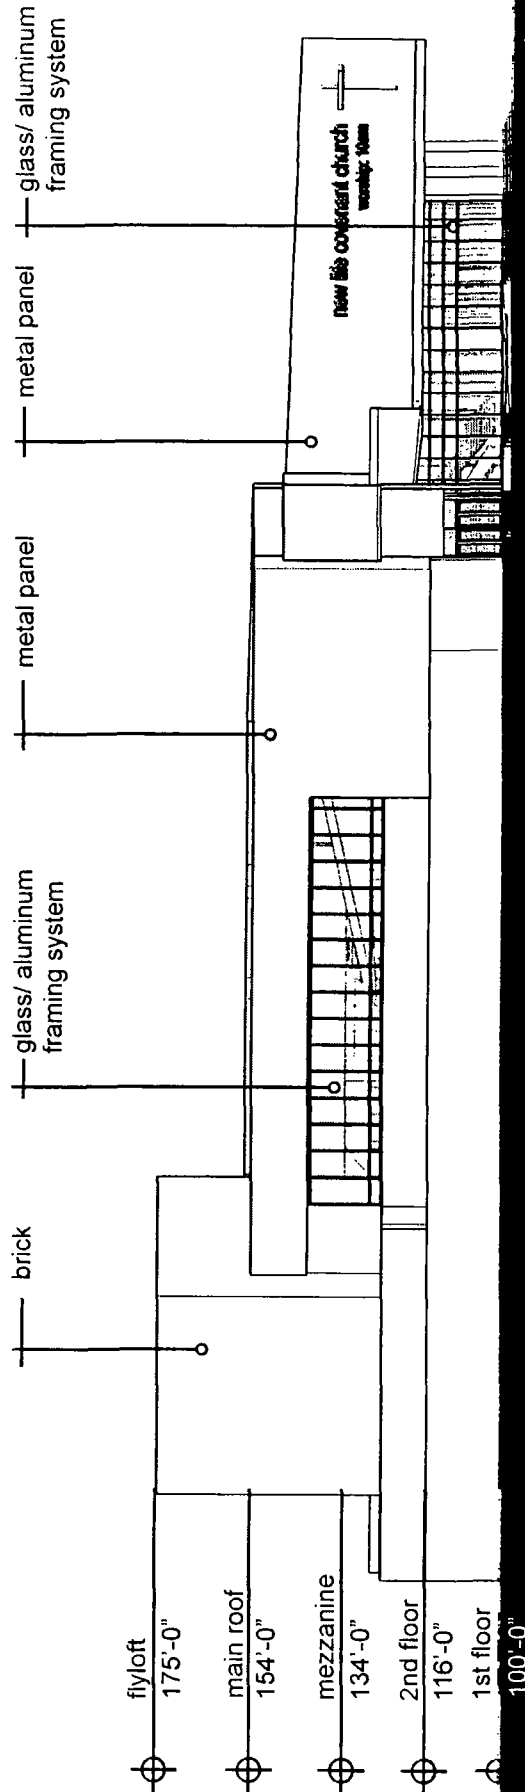 brick
glass/ aluminum
framing system
metal panel
metal panel
glass/ aluminum
framing system
new life covenant church
worship: 10am
flyloft
175'-0"
main roof
154'-0"
mezzanine
134'-0"
2nd floor
116'-0"
1st floor
100'-0"